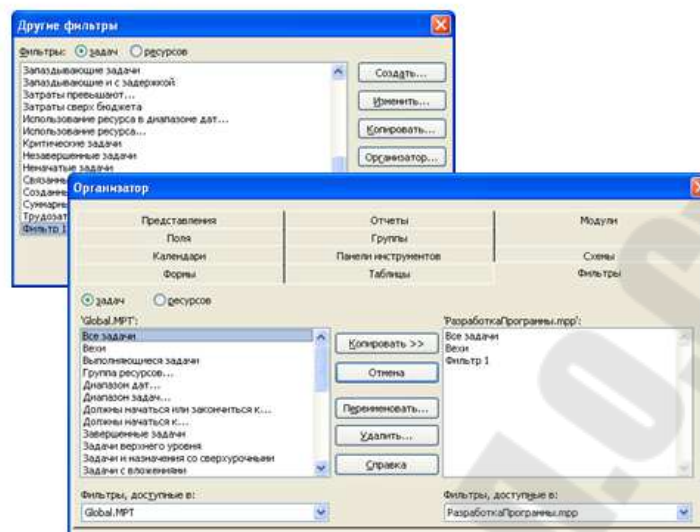 Другие фильтры
Фильтры: задач ресурсов
Запаздывающие задачи
Запаздывающие и с задержкой
Затраты превышают...
Затраты сверх бюджета
Использование ресурса в диапазоне дат...
Использование ресурса...
Критические задачи
Незавершенные задачи
Неначатые задачи
Фильтр 1
Создать...
Изменить...
Копировать...
Организатор...
Организатор
Представления Отчеты Модули
Поля Группы
Календари Панели инструментов Схемы
Формы Таблицы Фильтры
задач ресурсов
'Global.MPT':
Все задачи
Вехи
Выполняющиеся задачи
Группа ресурсов...
Диапазон дат...
Диапазон задач...
Должны начаться или закончиться к...
Должны начаться к...
Завершенные задачи
Задачи верхнего уровня
Задачи и назначения со сверхурочными
Задачи с вложениями
Копировать >>
Отмена
Переименовать...
Удалить...
Справка
'РазработкаПрограммы.mpp':
Все задачи
Вехи
Фильтр 1
Фильтры, доступные в:
Global.MPT
Фильтры, доступные в:
РазработкаПрограммы.mpp